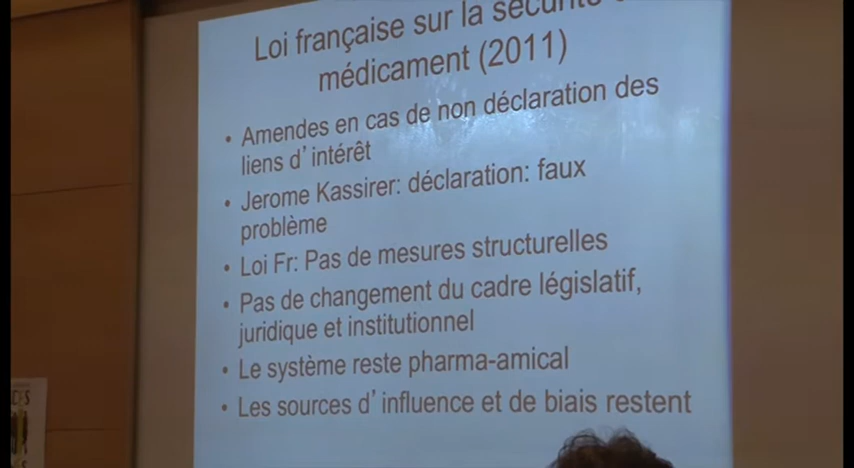 Loi française sur la sécurité
médicament (2011)
• Amendes en cas de non déclaration des
liens d'intérêt
• Jerome Kassirer: déclaration: faux
problème
• Loi Fr: Pas de mesures structurelles
• Pas de changement du cadre législatif,
juridique et institutionnel
• Le système reste pharma-amical
• Les sources d'influence et de biais restent